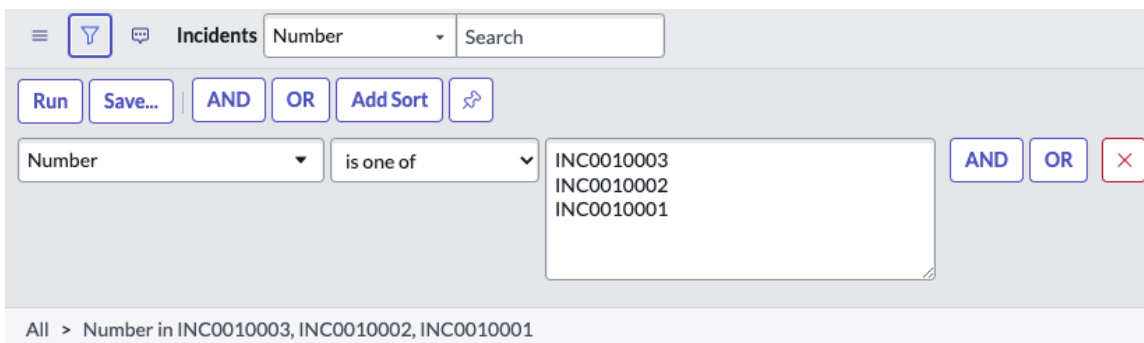 Incidents Number Search
Run Save... AND OR Add Sort
Number is one of INC0010003 AND OR
INC0010002
INC0010001
All > Number in INC0010003, INC0010002, INC0010001